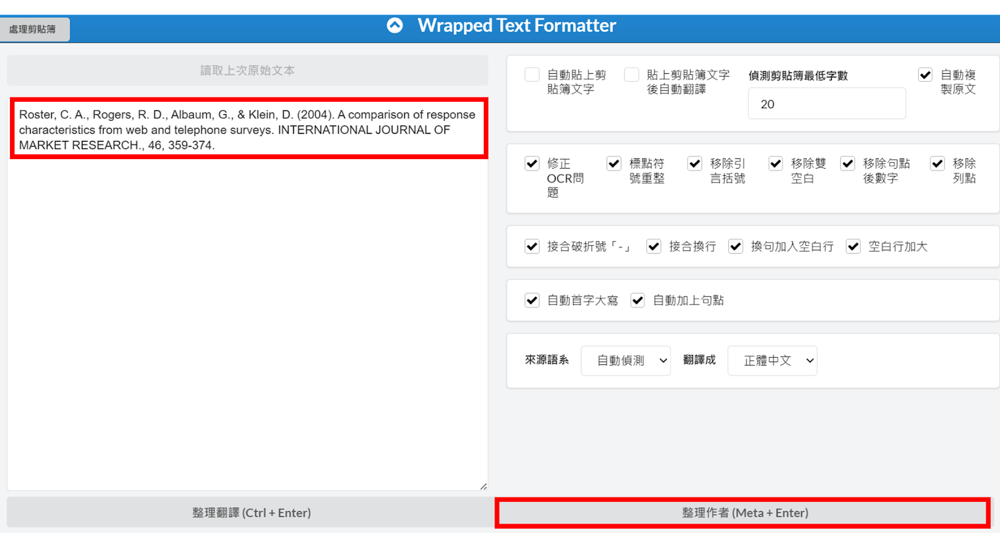 處理剪貼簿
Wrapped Text Formatter
讀取上次原始文本
Roster, C. A., Rogers, R. D., Albaum, G., & Klein, D. (2004). A comparison of response
characteristics from web and telephone surveys. INTERNATIONAL JOURNAL OF
MARKET RESEARCH., 46, 359-374.
自動貼上剪
貼簿文字
貼上剪貼簿文字
後自動翻譯
偵測剪貼簿最低字數
20
自動複
製原文
修正
OCR問
題
標點符
號重整
移除引
言括號
移除雙
空白
移除句點
後數字
移除
列點
接合破折號「-」
接合換行
換句加入空白行
空白行加大
自動首字大寫
自動加上句點
來源語系
自動偵測
翻譯成
正體中文
整理翻譯 (Ctrl + Enter)
整理作者 (Meta + Enter)